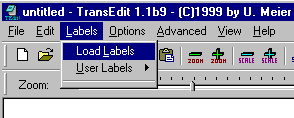 untitled - TransEdit 1.1b9 - (C)1999 by U. Meier
File Edit Labels Options Advanced View Help
Load Labels
User Labels
ZOOM ZOOM SCALE SCALE
Zoom: